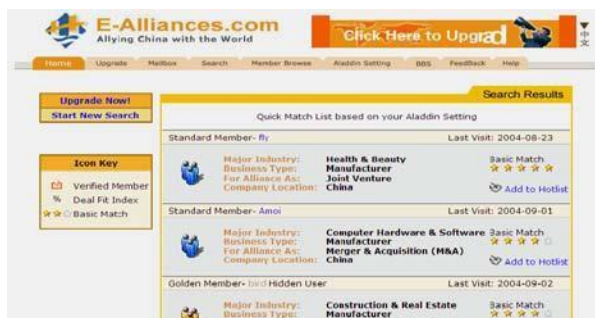 E-Alliances.com
Allying China with the World
Click Here to Upgrad
中
文
Home Upgrade Mailbox Search Member Browse Aladdin Setting BBS FeedBack Help
Upgrade Now!
Start New Search
Icon Key
Verified Member
% Deal Fit Index
Basic Match
Search Results
Quick Match List based on your Aladdin Setting
Standard Member- fly Last Visit: 2004-08-23
Major Industry: Health & Beauty Basic Match
Business Type: Manufacturer
For Alliance As: Joint Venture
Company Location: China Add to Hotlist
Standard Member- Amoi Last Visit: 2004-09-01
Major Industry: Computer Hardware & Software Basic Match
Business Type: Manufacturer
For Alliance As: Merger & Acquisition (M&A)
Company Location: China Add to Hotlist
Golden Member- bird Hidden User Last Visit: 2004-09-02
Major Industry: Construction & Real Estate Basic Match
Business Type: Manufacturer